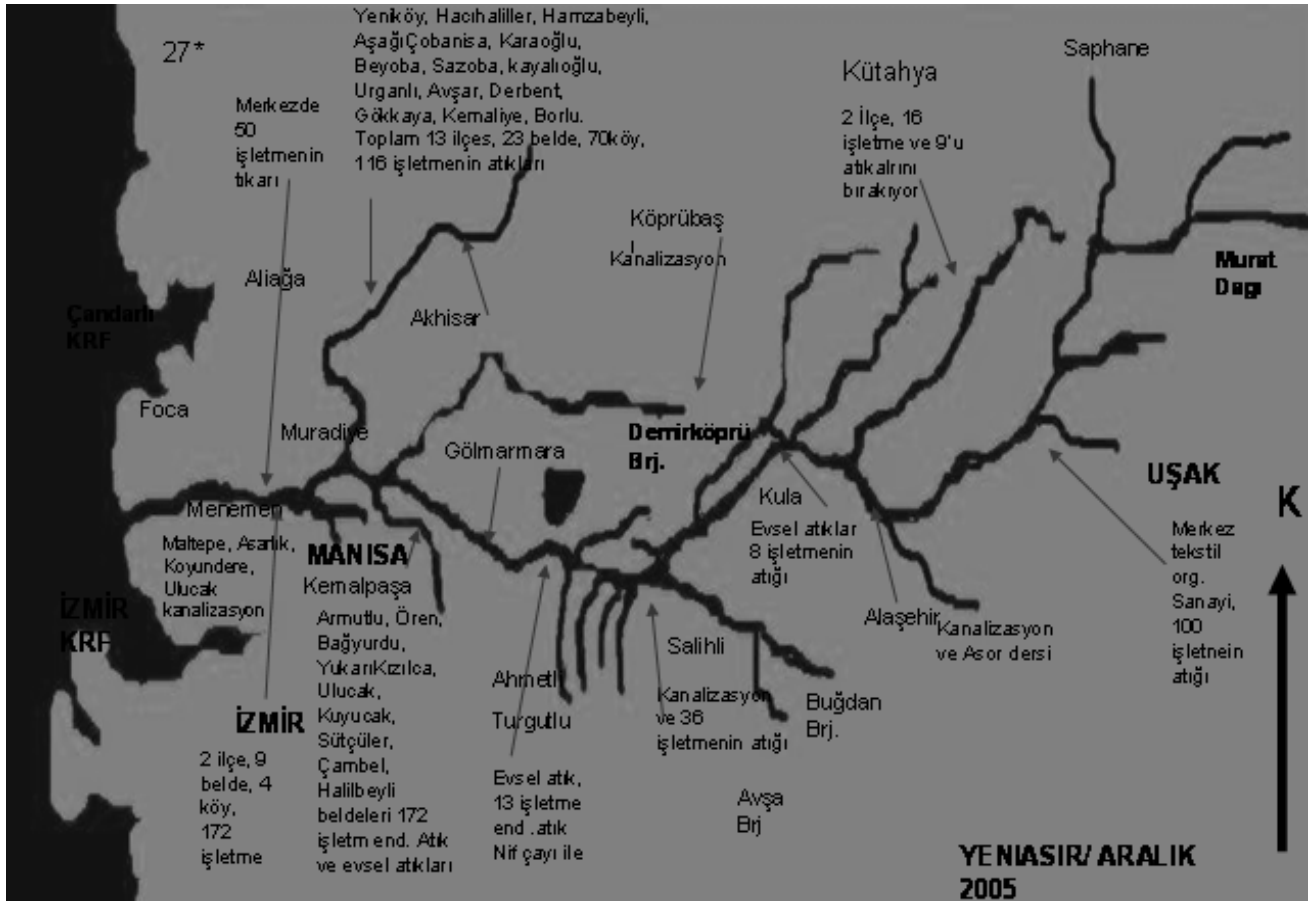 27*
Yeniköy, Hacıhaliller, Hamzabeyli,
AşağıÇobanisa, Karaoğlu,
Beyoba, Sazoba, kayalıoğlu,
Urganlı, Avşar, Derbent,
Gökkaya, Kemaliye, Borlu.
Toplam 13 ilçes, 23 belde, 70köy,
116 işletmenin atıkları
Merkezde
50
işletmenin
tıkarı
Saphane
Kütahya
2 İlçe, 16
işletme ve 9'u
atıkalrını
bırakıyor
Köprübaş
ı
Kanalizasyon
Murat
Dagı
Aliağa
Çandarlı
KRF
Akhisar
Foca
Muradiye
Gölmarmara
Demirköprü
Brj.
UŞAK
K
Kula
Evsel atıklar
8 işletmenin
atığı
Menemen
Maltepe, Asarlık,
Koyundere,
Ulucak
kanalizasyon
MANISA
Kemalpaşa
Armutlu, Ören,
Bağyurdu,
YukarıKızılca,
Ulucak,
Kuyucak,
Sütçüler,
Çambel,
Halilbeyli
beldeleri 172
işletm end. Atık
ve evsel atıkları
Merkez
tekstil
org.
Sanayi,
100
işletnein
atığı
İZMİR
KRF
Alaşehir
Kanalizasyon
ve Asor dersi
Salihli
Kanalizasyon
ve 36
işletmenin atığı
Ahmetli
Turgutlu
Evsel atık,
13 işletme
end .atık
Nif çayı ile
Buğdan
Brj.
Avşa
Brj
İZMİR
2 ilçe, 9
belde, 4
köy,
172
işletme
YENIASIR/ ARALIK
2005